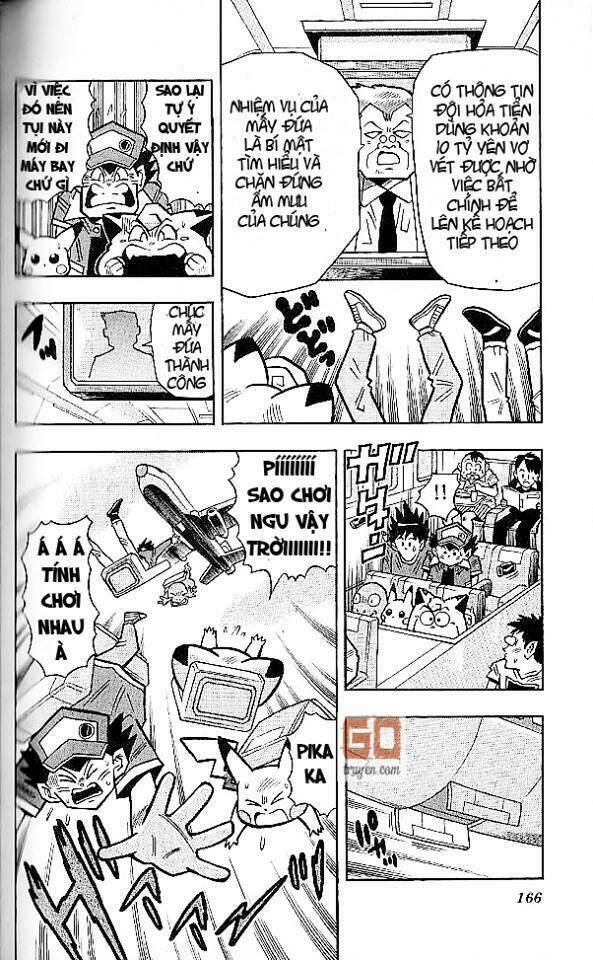 CÓ THÔNG TIN
ĐỘI HỎA TIỄN
DÙNG KHOẢN
10 TỶ YÊN VƠ
VÉT ĐƯỢC NHỜ
VIỆC BẤT
CHÍNH ĐỂ
LÊN KẾ HOẠCH
TIẾP THEO
NHIỆM VỤ CỦA
MẤY ĐỨA
LÀ BÍ MẬT
TÌM HIỂU VÀ
CHẶN ĐỨNG
ÂM MƯU
CỦA CHÚNG
SAO LẠI
TỰ Ý
QUYẾT
ĐỊNH VẬY
CHỨ
VÌ VIỆC
ĐÓ NÊN
TỤI NÀY
MỚI ĐI
MÁY BAY
CHỨ GÌ
CHÚC
MẤY ĐỨA
THÀNH
CÔNG
!!
PÍÍÍÍÍÍÍÍ
SAO CHƠI
NGU VẬY
TRỜIIIIIII!!
Á Á Á
TÍNH
CHƠI
NHAU
À
PIKA
KA
GO
truyen.com
166